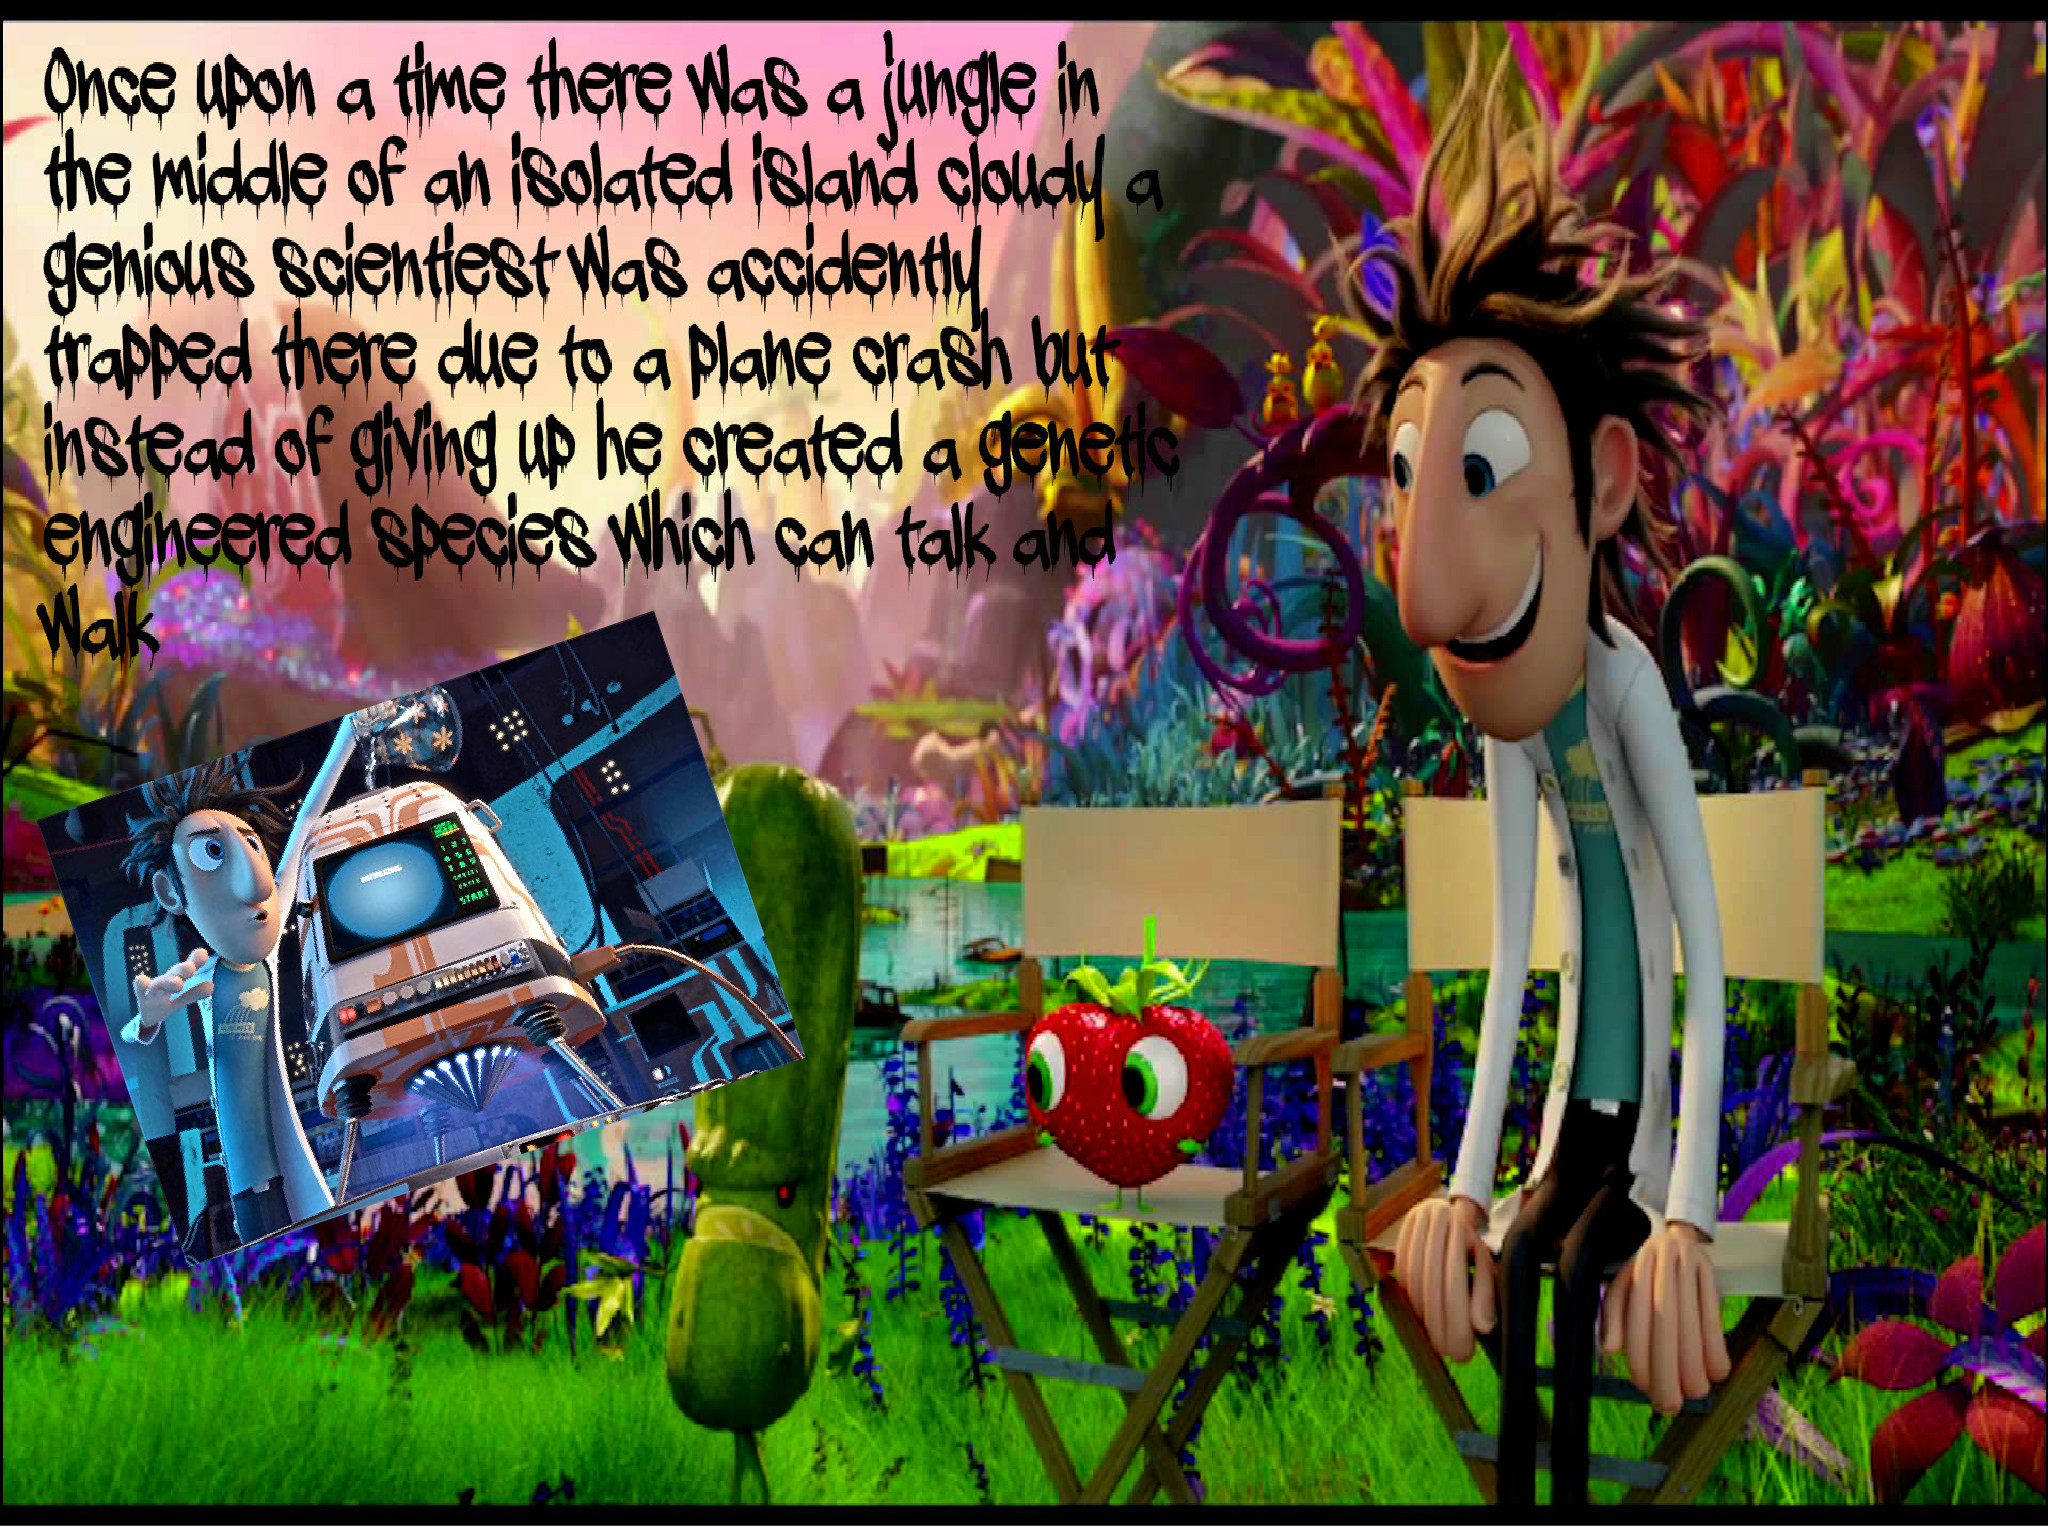 Once upon a time there was a jungle in
the middle of an isolated island cloudy a
genious scientiest was accidently
trapped there due to a plane crash but
instead of giving up he created a genetic
engineered species which can talk and
walk
START